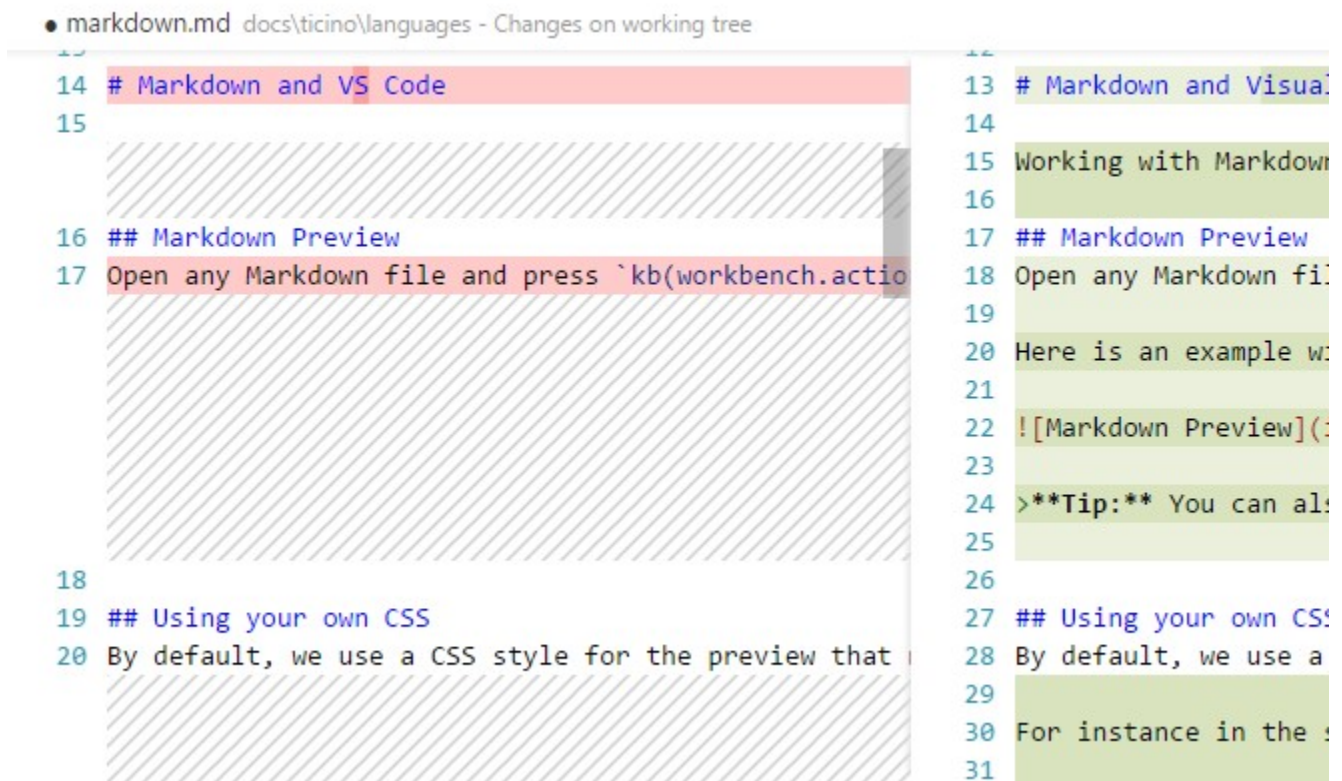 ● markdown.md docs\ticino\languages - Changes on working tree
14 # Markdown and VS Code
15
16 ## Markdown Preview
17 Open any Markdown file and press `kb(workbench.actio
18
19 ## Using your own CSS
20 By default, we use a CSS style for the preview that
12
13 # Markdown and Visual
14
15 Working with Markdown
16
17 ## Markdown Preview
18 Open any Markdown fil
19
20 Here is an example wi
21
22 ![Markdown Preview](i
23
24 >**Tip:** You can als
25
26
27 ## Using your own CSS
28 By default, we use a
29
30 For instance in the s
31